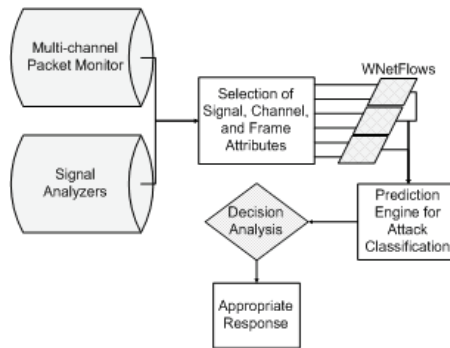 Multi-channel
Packet Monitor
Signal
Analyzers
Selection of
Signal, Channel,
and Frame
Attributes
WNetFlows
Prediction
Engine for
Attack
Classification
Decision
Analysis
Appropriate
Response